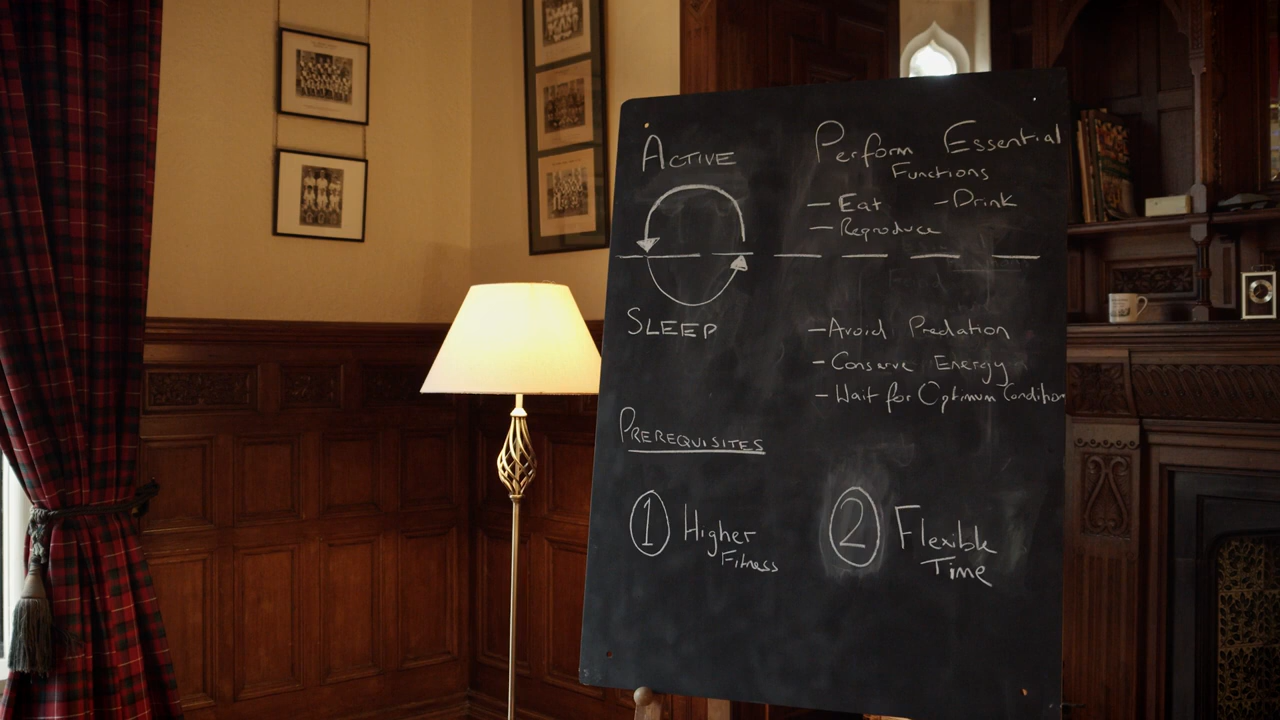 ACTIVE
Perform Essential
Functions
– Eat – Drink
– Reproduce
SLEEP
– Avoid Predation
– Conserve Energy
– Wait for Optimum Condition
PREREQUISITES
1 Higher
Fitness
2 Flexible
Time